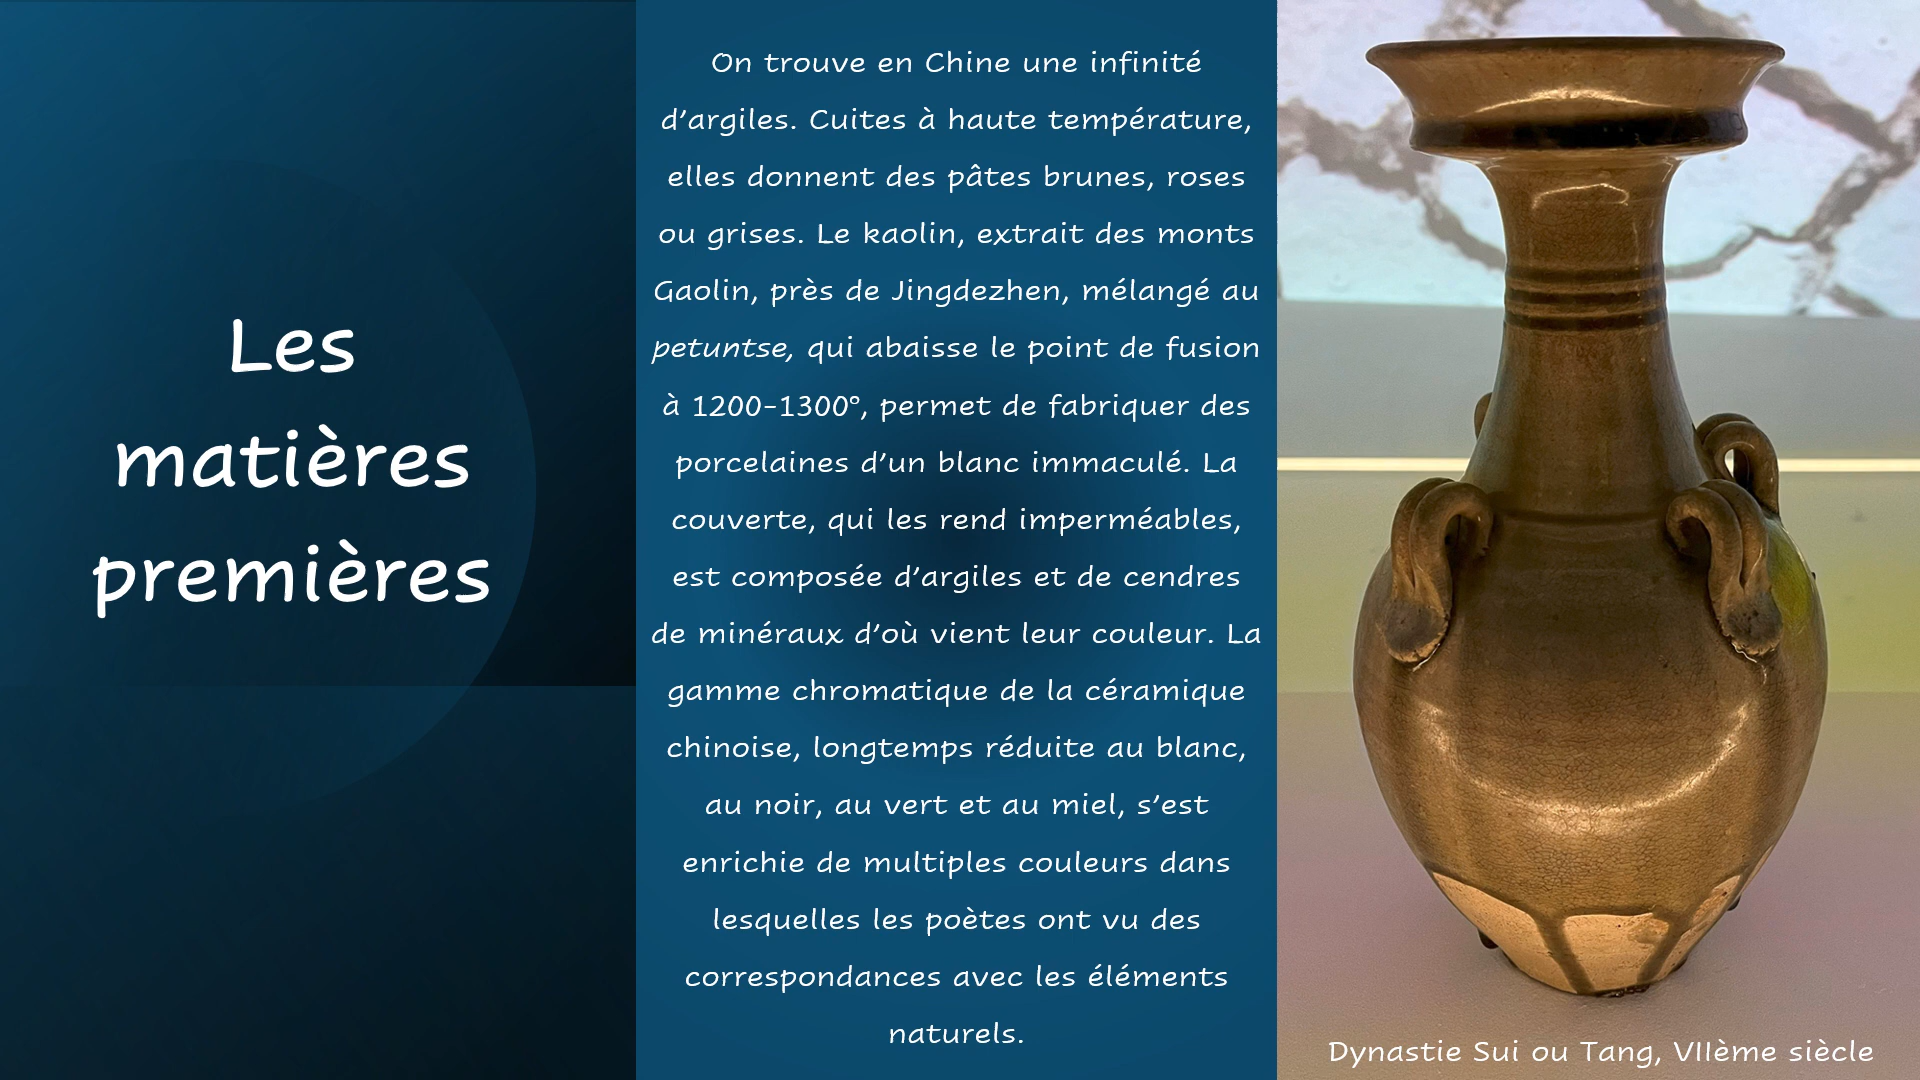 Les
matières
premières
On trouve en Chine une infinité
d’argiles. Cuites à haute température,
elles donnent des pâtes brunes, roses
ou grises. Le kaolin, extrait des monts
Gaolin, près de Jingdezhen, mélangé au
petuntse, qui abaisse le point de fusion
à 1200-1300°, permet de fabriquer des
porcelaines d’un blanc immaculé. La
couverte, qui les rend imperméables,
est composée d’argiles et de cendres
de minéraux d’où vient leur couleur. La
gamme chromatique de la céramique
chinoise, longtemps réduite au blanc,
au noir, au vert et au miel, s’est
enrichie de multiples couleurs dans
lesquelles les poètes ont vu des
correspondances avec les éléments
naturels.
Dynastie Sui ou Tang, VIIème siècle